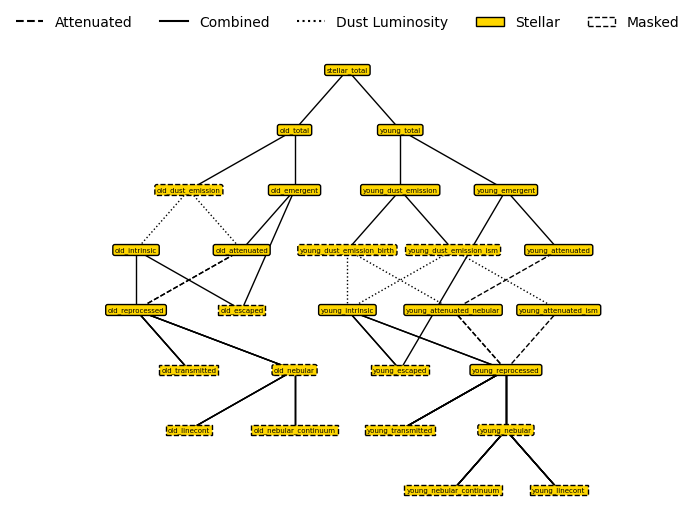 Attenuated Combined Dust Luminosity Stellar Masked
stellar_total
old_total young_total
old_dust_emission old_emergent young_dust_emission young_emergent
old_intrinsic old_attenuated young_dust_emission_birth young_dust_emission_ism young_attenuated
old_reprocessed old_escaped young_intrinsic young_attenuated_nebular young_attenuated_ism
old_transmitted old_nebular young_escaped young_reprocessed
old_linecont old_nebular_continuum young_transmitted young_nebular
young_nebular_continuum young_linecont